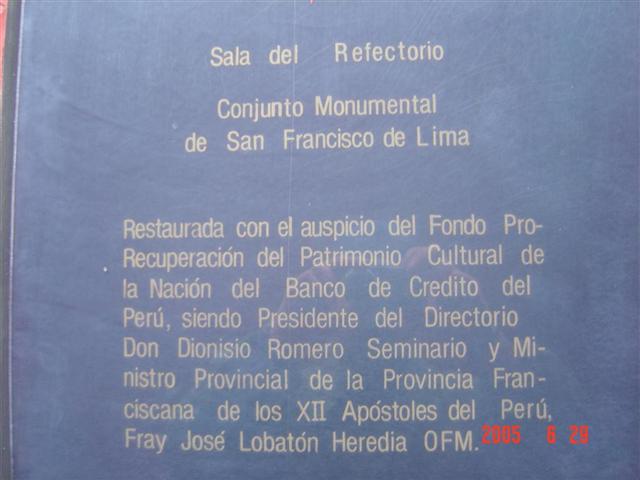 Sala del Refectorio
Conjunto Monumental
de San Francisco de Lima
Restaurada con el auspicio del Fondo Pro-
Recuperación del Patrimonio Cultural de
la Nación del Banco de Credito del
Perú, siendo Presidente del Directorio
Don Dionisio Romero Seminario y Mi-
nistro Provincial de la Provincia Fran-
ciscana de los XII Apóstoles del Perú,
Fray José Lobatón Heredia OFM.
2005 6 29